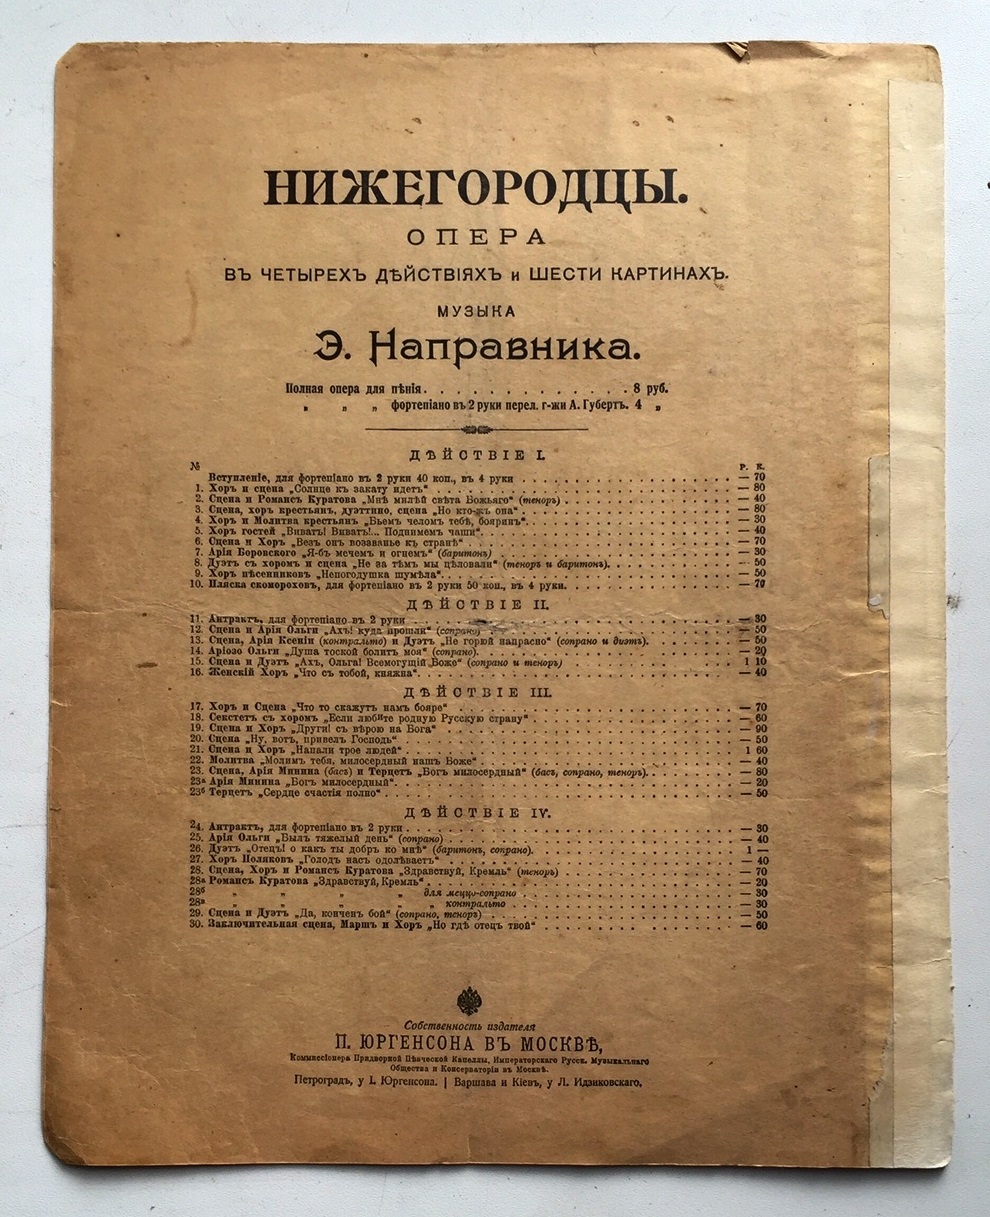 НИЖЕГОРОДЦЫ.
ОПЕРА
ВЪ ЧЕТЫРЕХЪ ДѢЙСТВІЯХЪ и ШЕСТИ КАРТИНАХЪ.
МУЗЫКА
Э. Направника.
Полная опера для пѣнія. . . . . . . . . . . . . . 8 руб.
„ „ „ фортепіано въ 2 руки перел. г-жи А. Губертъ. 4 „
ДѢЙСТВІЕ I.
№ Р. К.
Вступленіе, для фортепіано въ 2 руки 40 коп., въ 4 руки . . . — 70
1. Хоръ и сцена „Солнце къ закату идетъ“ . . . — 80
2. Сцена и Романсъ Куратова „Мнѣ милѣй свѣта Божьяго“ (теноръ) . . . — 40
3. Сцена, хоръ крестьянъ, дуэттино, сцена „Но кто-жъ она“ . . . — 80
4. Хоръ и Молитва крестьянъ „Бьемъ челомъ тебѣ, бояринъ“. . . . — 30
5. Хоръ гостей „Виватъ! Виватъ!... Поднимемъ чаши“. . . . — 40
6. Сцена и Хоръ „Везъ онъ воззванье къ странѣ“ . . . — 70
7. Арія Боровского „Я-бъ мечемъ и огнемъ“ (баритонъ) . . . — 30
8. Дуэтъ съ хоромъ и сцена „Не за тѣмъ мы цѣловали“ (теноръ и баритонъ). . . . — 50
9. Хоръ пѣсенниковъ „Непогодушка шумѣла“. . . . — 50
10. Пляска скомороховъ, для фортепіано въ 2 руки 50 коп., въ 4 руки. . . . — 70
ДѢЙСТВІЕ II.
11. Антрактъ, для фортепіано въ 2 руки . . . — 30
12. Сцена и Арія Ольги „Ахъ! куда прошли“ (сопрано) . . . — 50
13. Сцена, Арія Ксеніи (контральто) и Дуэтъ „Не горюй напрасно“ (сопрано и диэтъ). . . . — 50
14. Аріозо Ольги „Душа тоской болитъ моя“ (сопрано). . . . — 20
15. Сцена и Дуэтъ „Ахъ, Ольга! Всемогущій Боже“ (сопрано и теноръ) . . . 1 10
16. Женскій Хоръ „Что съ тобой, княжна“. . . . — 40
ДѢЙСТВІЕ III.
17. Хоръ и Сцена „Что то скажутъ намъ бояре“ . . . — 70
18. Секстетъ съ хоромъ „Если любите родную Русскую страну“ . . . — 60
19. Сцена и Хоръ „Други! съ вѣрою на Бога“ . . . — 90
20. Сцена „Ну, вотъ, привелъ Господь“ . . . — 50
21. Сцена и Хоръ „Напали трое людей“ . . . 1 60
22. Молитва „Молимъ тебя, милосердный нашъ Боже“ . . . — 40
23. Сцена, Арія Минина (басъ) и Терцетъ „Богъ милосердный“ (басъ, сопрано, теноръ). . . . — 80
23а Арія Минина „Богъ милосердный“. . . . — 20
23б Терцетъ „Сердце счастія полно“ . . . — 50
ДѢЙСТВІЕ IV.
24. Антрактъ, для фортепіано въ 2 руки . . . — 30
25. Арія Ольги „Былъ тяжелый день“ (сопрано) . . . — 40
26. Дуэтъ „Отецъ! о какъ ты добръ ко мнѣ“ (баритонъ, сопрано). . . . 1 —
27. Хоръ Поляковъ „Голодъ насъ одолѣваетъ“ . . . — 40
28. Сцена, Хоръ и Романсъ Куратова „Здравствуй, Кремль“ (теноръ) . . . — 70
28а Романсъ Куратова „Здравствуй, Кремль“ . . . — 20
28б „ „ „ „ для меццо-сопрано . . . — 30
28в „ „ „ „ контральто . . . — 30
29. Сцена и Дуэтъ „Да, конченъ бой“ (сопрано, теноръ) . . . — 50
30. Заключительная сцена, Маршъ и Хоръ „Но гдѣ отецъ твой“ . . . — 60
Собственность издателя
П. ЮРГЕНСОНА ВЪ МОСКВѢ,
Коммиссіонера Придворной Пѣвческой Капеллы, Императорскаго Русск. Музыкальнаго
Общества и Консерваторіи въ Москвѣ.
Петроградъ, у І. Юргенсона. | Варшава и Кіевъ, у Л. Идзиковскаго,